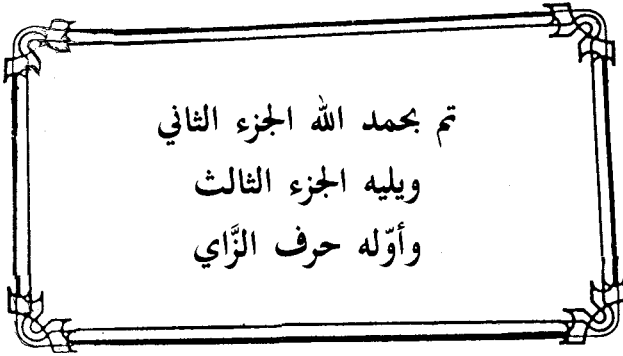 تم بحمد الله الجزء الثاني
ويليه الجزء الثالث
وأوّله حرف الزَّاي